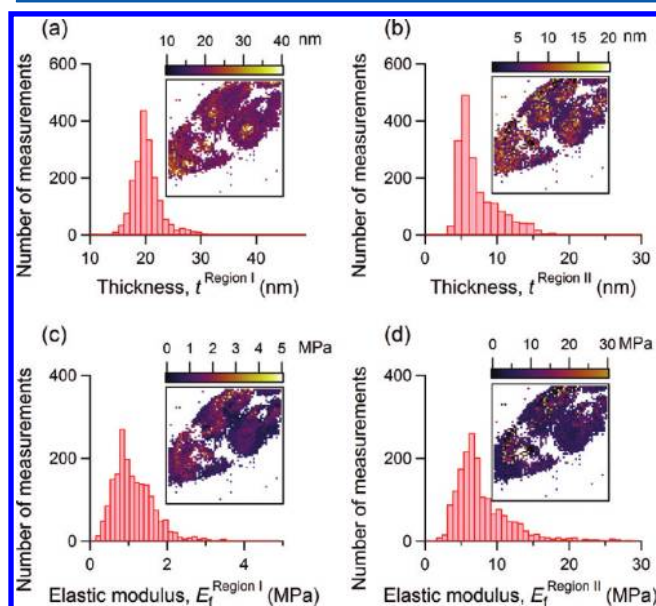 (a)
10 20 30 40 nm
600
400
200
0
Number of measurements
10 20 30 40
Thickness, t Region I (nm)
(b)
5 10 15 20 nm
600
400
200
0
Number of measurements
0 10 20 30
Thickness, t Region II (nm)
(c)
0 1 2 3 4 5 MPa
400
200
0
Number of measurements
0 2 4
Elastic modulus, Ef Region I (MPa)
(d)
0 10 20 30 MPa
400
200
0
Number of measurements
0 10 20 30
Elastic modulus, Ef Region II (MPa)